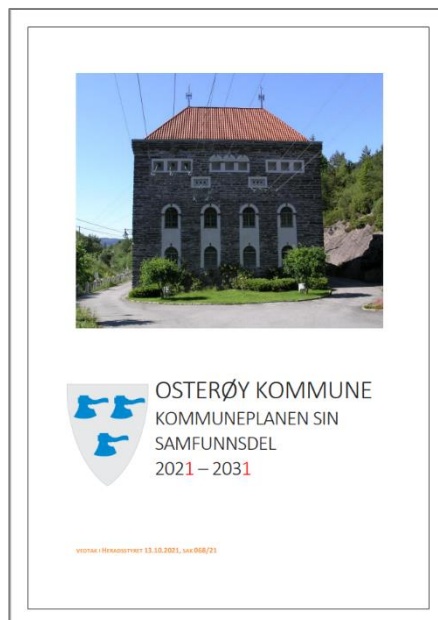 OSTERØY KOMMUNE
KOMMUNEPLANEN SIN
SAMFUNNSDEL
2021 – 2031
VEDTAK I HERADSSTYRET 13.10.2021, SAK 068/21